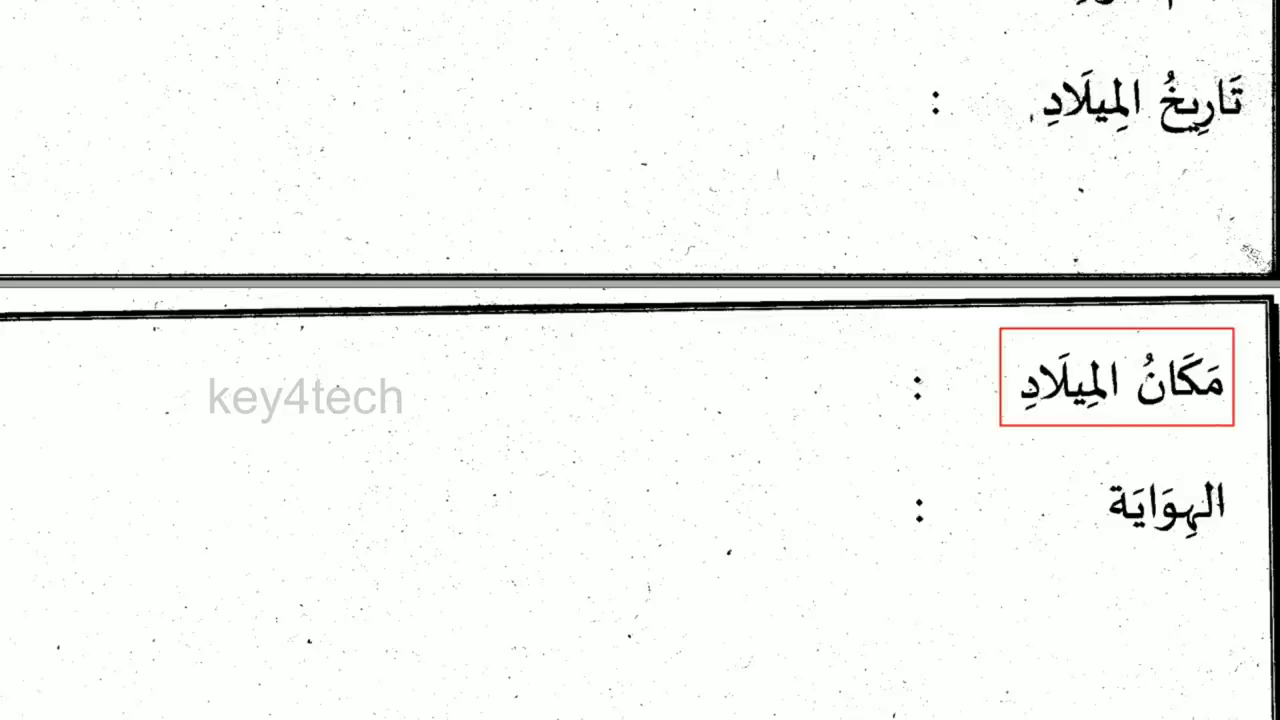 تَارِيخُ المِيلَادِ :
مَكَانُ المِيلَادِ :
key4tech
الهِوَايَة :